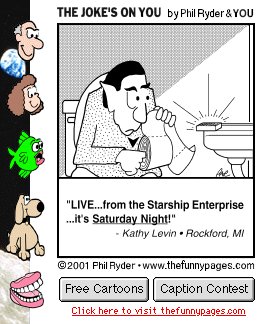 THE JOKE'S ON YOU by Phil Ryder & YOU
"LIVE...from the Starship Enterprise
...it's Saturday Night!"
- Kathy Levin • Rockford, MI
©2001 Phil Ryder • www.thefunnypages.com
Free Cartoons
Caption Contest
Click here to visit thefunnypages.com